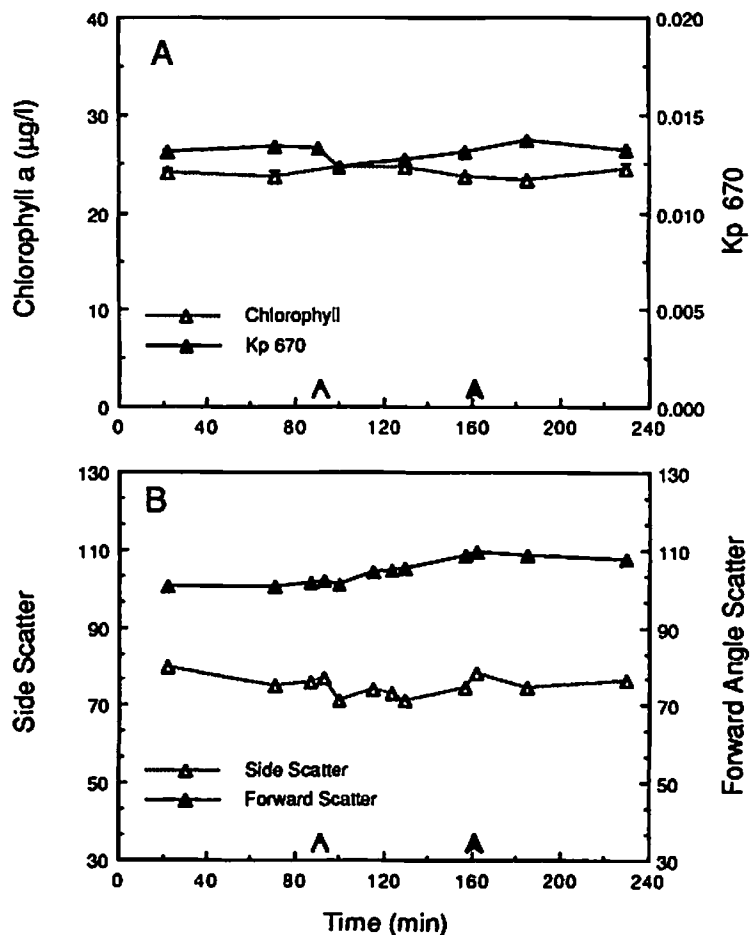 A
40
30
20
10
0
Chlorophyll a (µg/l)
0.020
0.015
0.010
0.005
0.000
Kp 670
Chlorophyll
Kp 670
0 40 80 120 160 200 240
B
130
110
90
70
50
30
Side Scatter
130
110
90
70
50
30
Forward Angle Scatter
Side Scatter
Forward Scatter
0 40 80 120 160 200 240
Time (min)